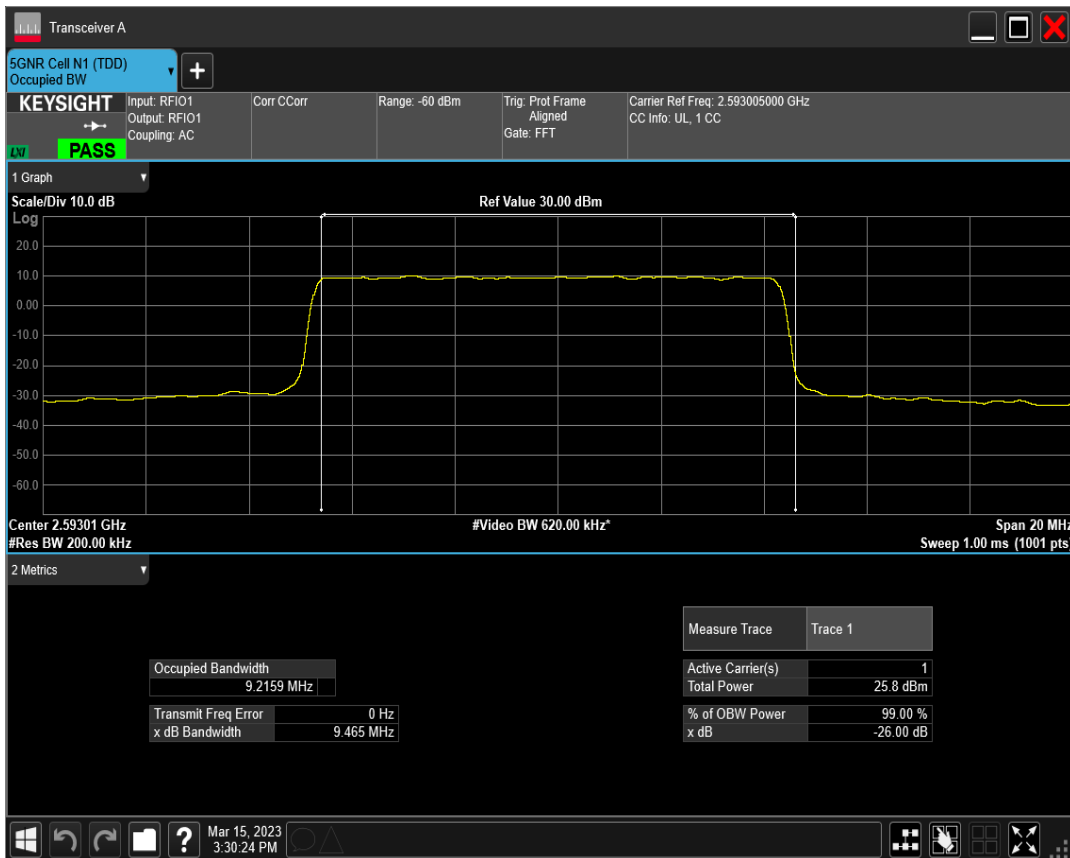 Transceiver A
5GNR Cell N1 (TDD)
Occupied BW
KEYSIGHT
LXI
PASS
Input: RFIO1
Output: RFIO1
Coupling: AC
Corr CCorr
Range: -60 dBm
Trig: Prot Frame
Aligned
Gate: FFT
Carrier Ref Freq: 2.593005000 GHz
CC Info: UL, 1 CC
1 Graph
Scale/Div 10.0 dB
Ref Value 30.00 dBm
Log
20.0
10.0
0.00
-10.0
-20.0
-30.0
-40.0
-50.0
-60.0
Center 2.59301 GHz
#Video BW 620.00 kHz*
Span 20 MHz
#Res BW 200.00 kHz
Sweep 1.00 ms (1001 pts)
2 Metrics
Measure Trace Trace 1
Occupied Bandwidth
9.2159 MHz
Transmit Freq Error 0 Hz
x dB Bandwidth 9.465 MHz
Active Carrier(s) 1
Total Power 25.8 dBm
% of OBW Power 99.00 %
x dB -26.00 dB
Mar 15, 2023
3:30:24 PM